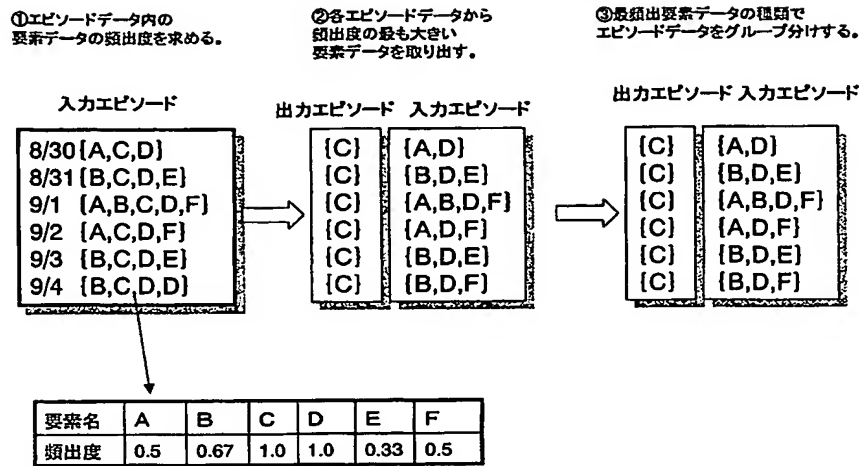 ①エピソードデータ内の
要素データの頻出度を求める。
②各エピソードデータから
頻出度の最も大きい
要素データを取り出す。
③最頻出要素データの種類で
エピソードデータをグループ分けする。
入力エピソード
8/30{A,C,D}
8/31{B,C,D,E}
9/1 {A,B,C,D,F}
9/2 {A,C,D,F}
9/3 {B,C,D,E}
9/4 {B,C,D,D}
出力エピソード 入力エピソード
{C} {A,D}
{C} {B,D,E}
{C} {A,B,D,F}
{C} {A,D,F}
{C} {B,D,E}
{C} {B,D,F}
出力エピソード 入力エピソード
{C} {A,D}
{C} {B,D,E}
{C} {A,B,D,F}
{C} {A,D,F}
{C} {B,D,E}
{C} {B,D,F}
要素名 A B C D E F
頻出度 0.5 0.67 1.0 1.0 0.33 0.5